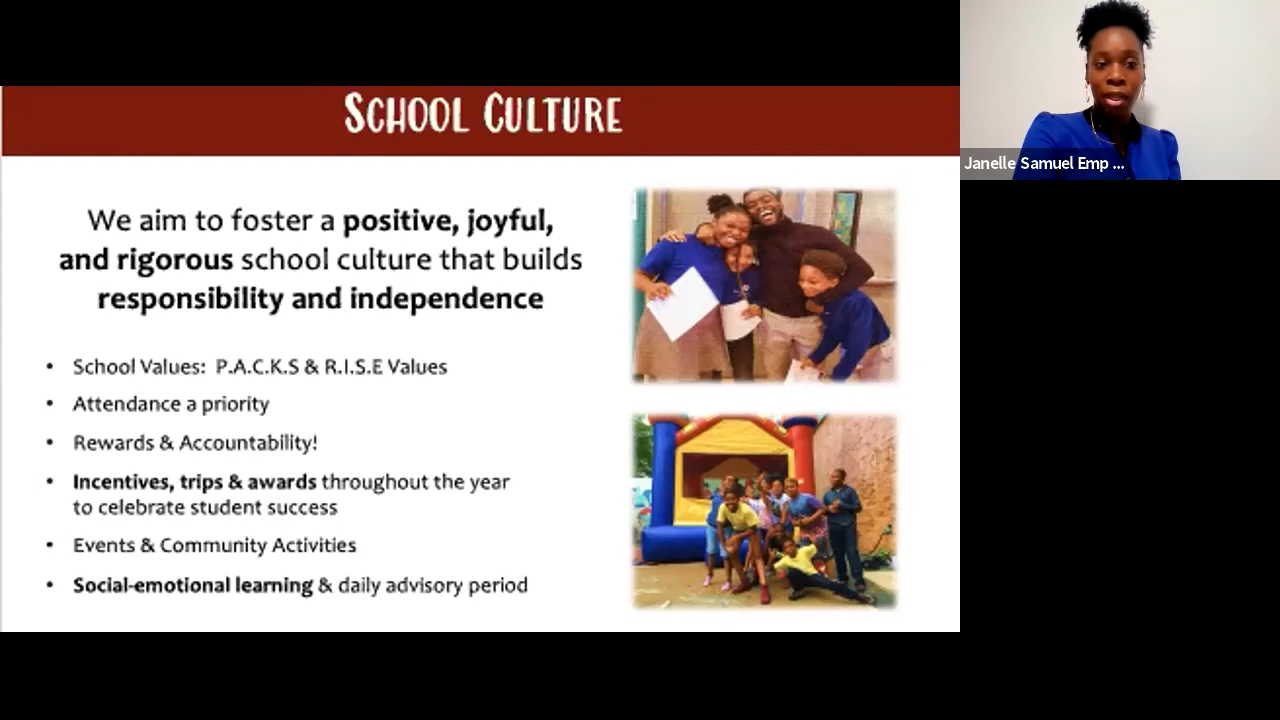 SCHOOL CULTURE
We aim to foster a positive, joyful,
and rigorous school culture that builds
responsibility and independence
• School Values: P.A.C.K.S & R.I.S.E Values
• Attendance a priority
• Rewards & Accountability!
• Incentives, trips & awards throughout the year
to celebrate student success
• Events & Community Activities
• Social-emotional learning & daily advisory period
Janelle Samuel Emp ...